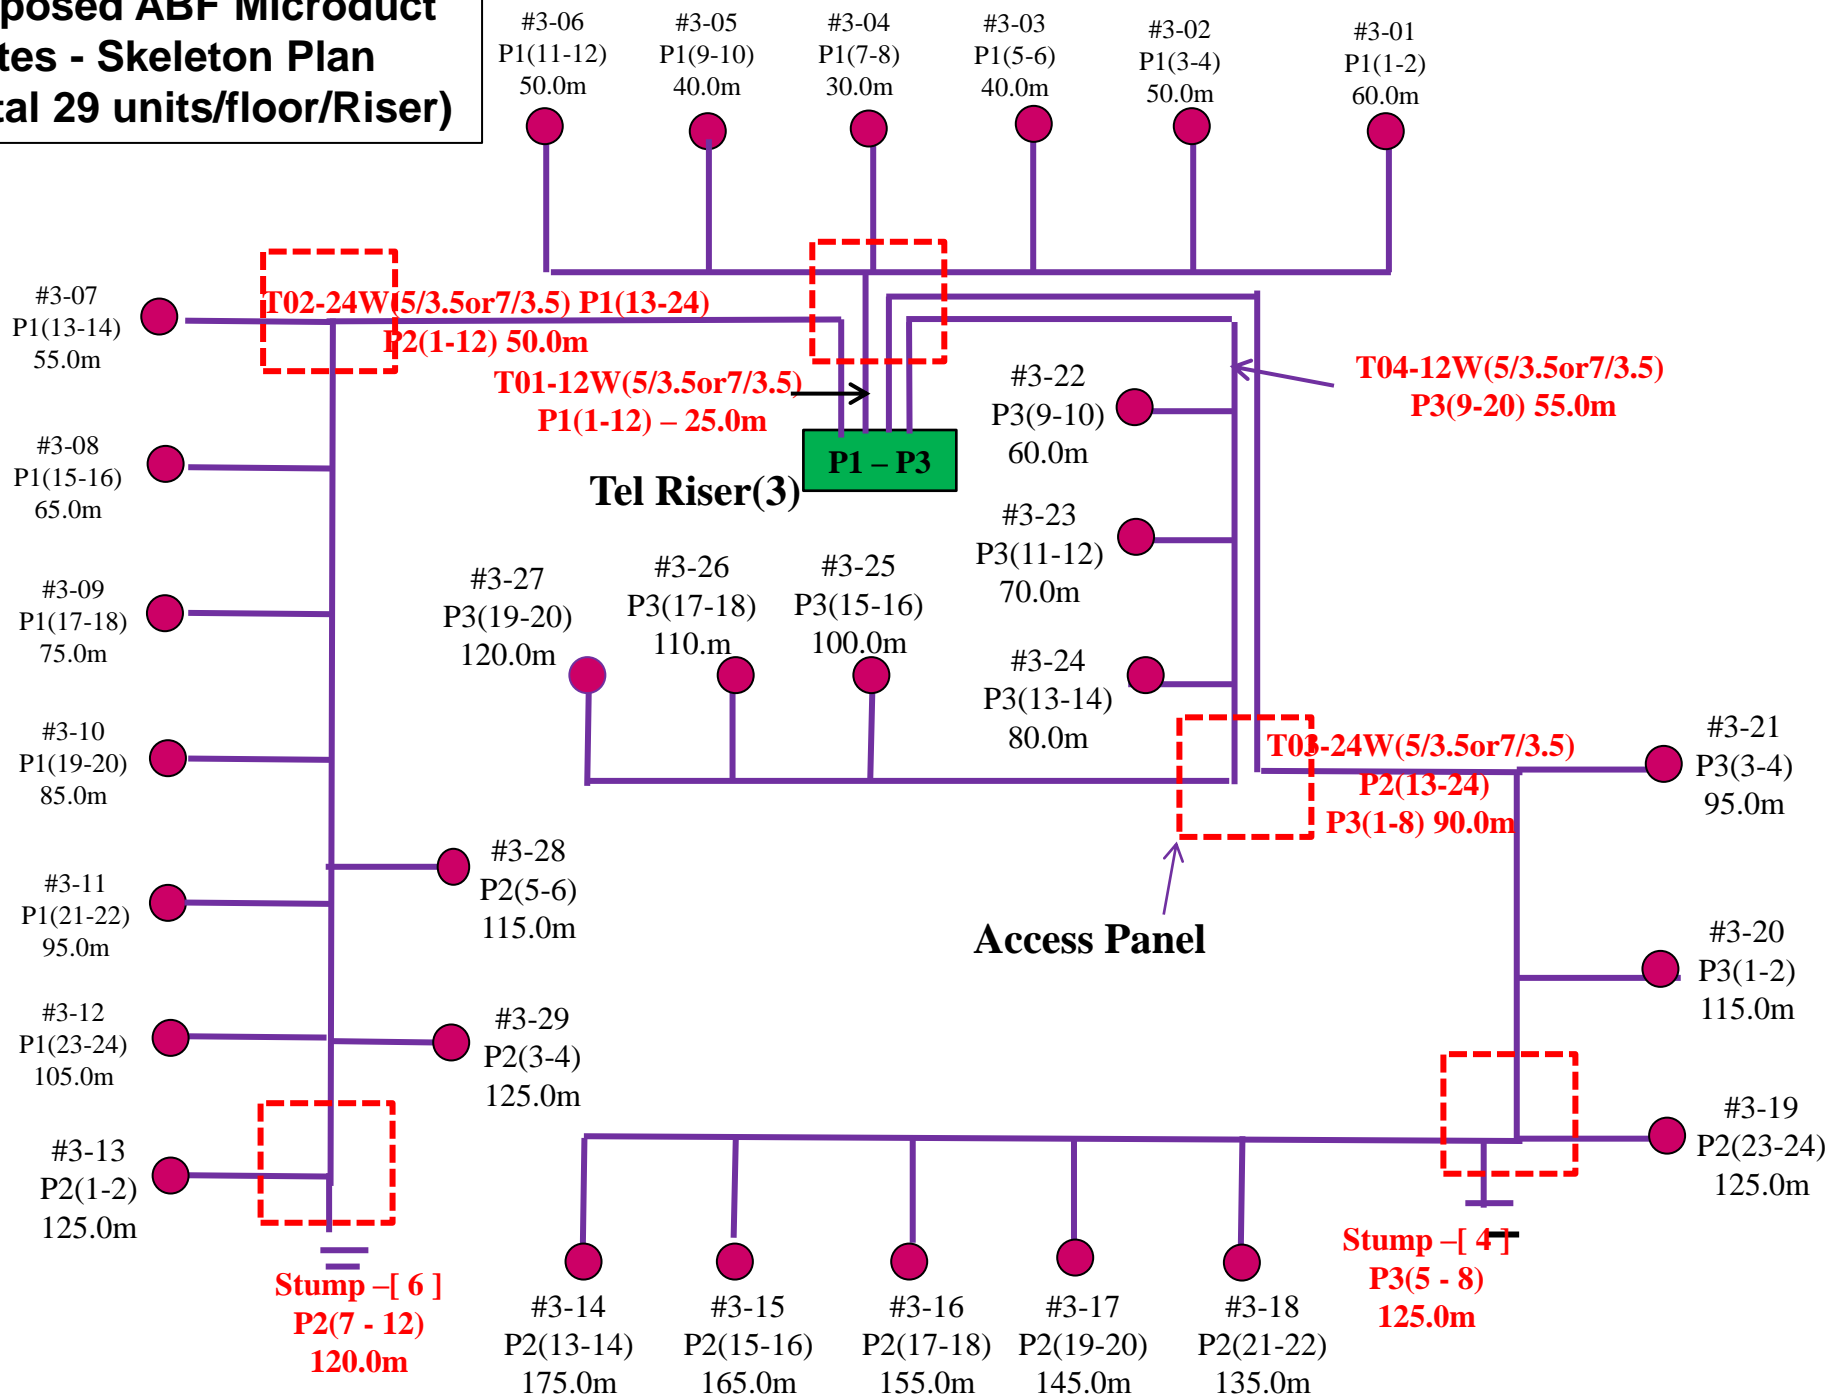 posed ABF Microduct
tes - Skeleton Plan
tal 29 units/floor/Riser)
#3-06
P1(11-12)
50.0m
#3-05
P1(9-10)
40.0m
#3-04
P1(7-8)
30.0m
#3-03
P1(5-6)
40.0m
#3-02
P1(3-4)
50.0m
#3-01
P1(1-2)
60.0m
#3-07
P1(13-14)
55.0m
T02-24W(5/3.5or7/3.5) P1(13-24)
P2(1-12) 50.0m
T01-12W(5/3.5or7/3.5)
P1(1-12) – 25.0m
P1 – P3
Tel Riser(3)
#3-22
P3(9-10)
60.0m
T04-12W(5/3.5or7/3.5)
P3(9-20) 55.0m
#3-08
P1(15-16)
65.0m
#3-23
P3(11-12)
70.0m
#3-27
P3(19-20)
120.0m
#3-26
P3(17-18)
110.m
#3-25
P3(15-16)
100.0m
#3-09
P1(17-18)
75.0m
#3-24
P3(13-14)
80.0m
#3-10
P1(19-20)
85.0m
T03-24W(5/3.5or7/3.5)
P2(13-24)
P3(1-8) 90.0m
#3-21
P3(3-4)
95.0m
#3-28
P2(5-6)
115.0m
#3-11
P1(21-22)
95.0m
Access Panel
#3-20
P3(1-2)
115.0m
#3-12
P1(23-24)
105.0m
#3-29
P2(3-4)
125.0m
#3-13
P2(1-2)
125.0m
#3-19
P2(23-24)
125.0m
Stump –[ 6 ]
P2(7 - 12)
120.0m
Stump –[ 4 ]
P3(5 - 8)
125.0m
#3-14
P2(13-14)
175.0m
#3-15
P2(15-16)
165.0m
#3-16
P2(17-18)
155.0m
#3-17
P2(19-20)
145.0m
#3-18
P2(21-22)
135.0m